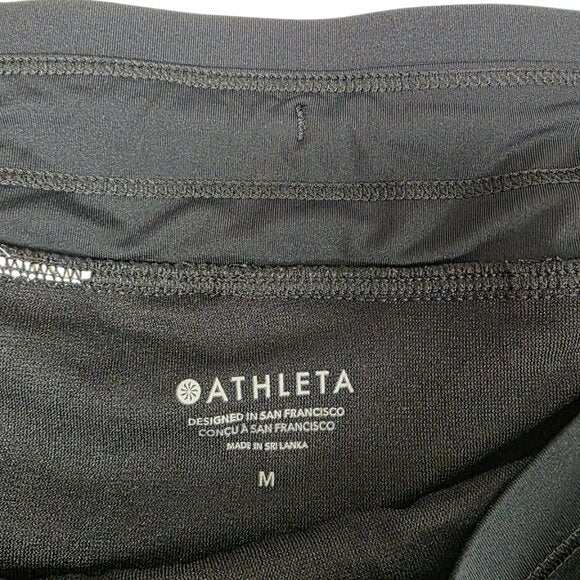 ATHLETA
DESIGNED IN SAN FRANCISCO
CONÇU À SAN FRANCISCO
MADE IN SRI LANKA
M